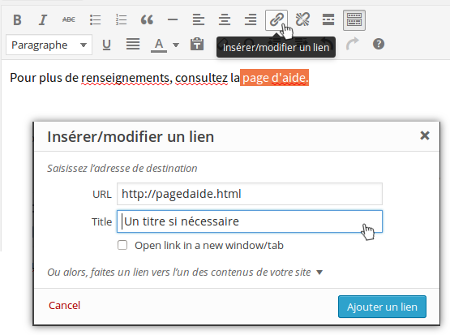 B I ABC
Paragraphe U A
Insérer/modifier un lien
Pour plus de renseignements, consultez la page d'aide.
Insérer/modifier un lien
Saisissez l'adresse de destination
URL http://pagedaide.html
Title Un titre si nécessaire
Open link in a new window/tab
Ou alors, faites un lien vers l'un des contenus de votre site
Cancel Ajouter un lien